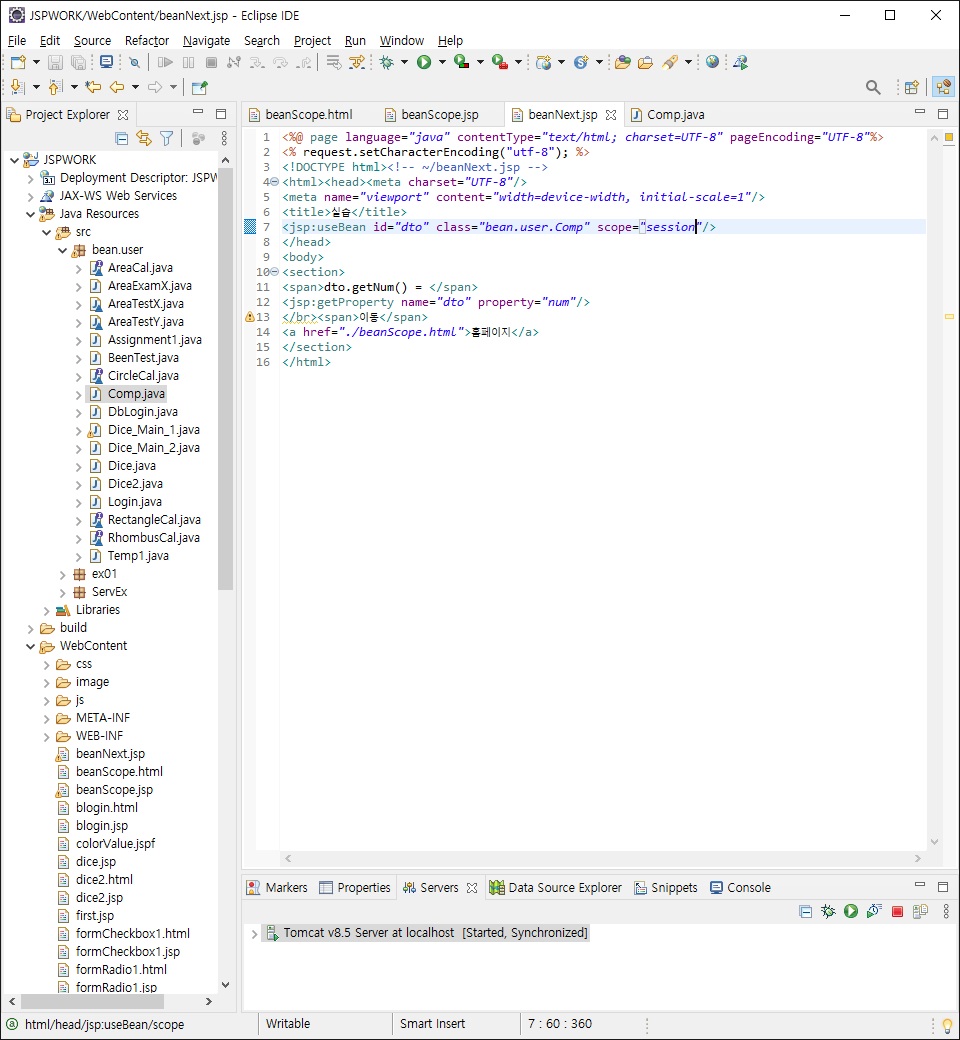 JSPWORK/WebContent/beanNext.jsp - Eclipse IDE
File Edit Source Refactor Navigate Search Project Run Window Help
Project Explorer
JSPWORK
Deployment Descriptor: JSPW
JAX-WS Web Services
Java Resources
src
bean.user
AreaCal.java
AreaExamX.java
AreaTestX.java
AreaTestY.java
Assignment1.java
BeenTest.java
CircleCal.java
Comp.java
DbLogin.java
Dice_Main_1.java
Dice_Main_2.java
Dice.java
Dice2.java
Login.java
RectangleCal.java
RhombusCal.java
Temp1.java
ex01
ServEx
Libraries
build
WebContent
css
image
js
META-INF
WEB-INF
beanNext.jsp
beanScope.html
beanScope.jsp
blogin.html
blogin.jsp
colorValue.jspf
dice.jsp
dice2.html
dice2.jsp
first.jsp
formCheckbox1.html
formCheckbox1.jsp
formRadio1.html
formRadio1.jsp
beanScope.html beanScope.jsp beanNext.jsp Comp.java
1 <%@ page language="java" contentType="text/html; charset=UTF-8" pageEncoding="UTF-8"%>
2 <% request.setCharacterEncoding("utf-8"); %>
3 <!DOCTYPE html><!-- ~/beanNext.jsp -->
4 <html><head><meta charset="UTF-8"/>
5 <meta name="viewport" content="width=device-width, initial-scale=1"/>
6 <title>실습</title>
7 <jsp:useBean id="dto" class="bean.user.Comp" scope="session"/>
8 </head>
9 <body>
10 <section>
11 <span>dto.getNum() = </span>
12 <jsp:getProperty name="dto" property="num"/>
13 </br><span>이동</span>
14 <a href="./beanScope.html">홈페이지</a>
15 </section>
16 </html>
Markers Properties Servers Data Source Explorer Snippets Console
Tomcat v8.5 Server at localhost [Started, Synchronized]
html/head/jsp:useBean/scope Writable Smart Insert 7 : 60 : 360